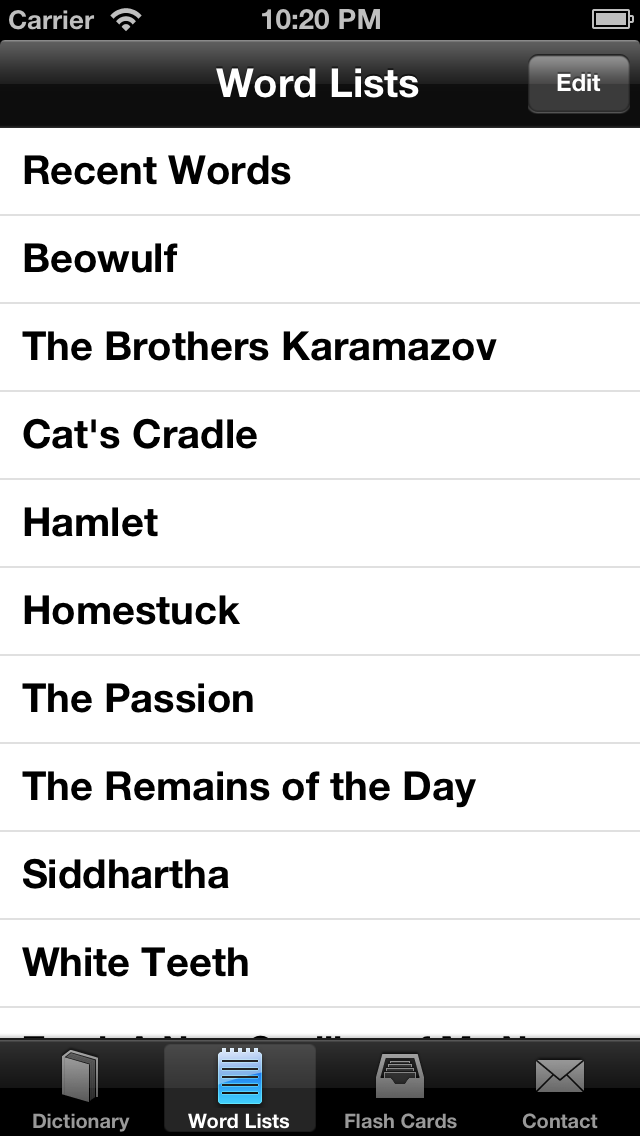 Carrier 10:20 PM
Word Lists Edit
Recent Words
Beowulf
The Brothers Karamazov
Cat's Cradle
Hamlet
Homestuck
The Passion
The Remains of the Day
Siddhartha
White Teeth
Dictionary Word Lists Flash Cards Contact